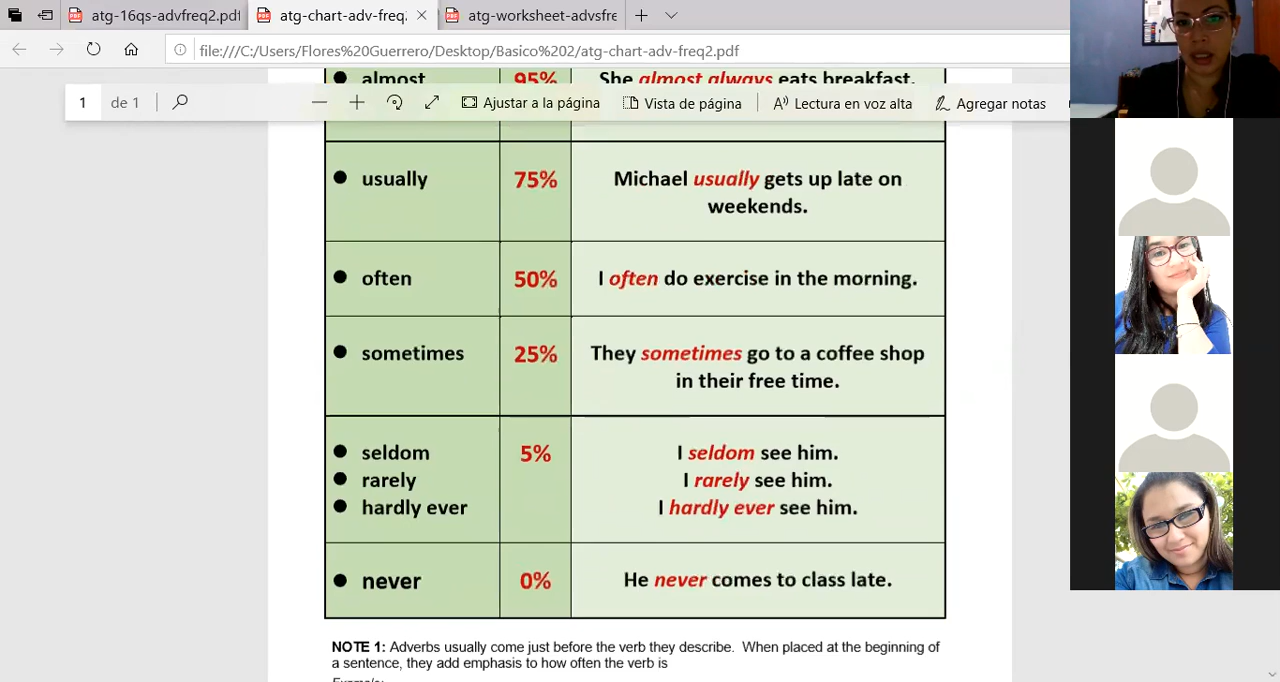 atg-16qs-advfreq2.pdf
atg-chart-adv-freq2
atg-worksheet-advsfre
file:///C:/Users/Flores%20Guerrero/Desktop/Basico%202/atg-chart-adv-freq2.pdf
1 de 1
Ajustar a la página
Vista de página
Lectura en voz alta
Agregar notas
almost 95% She almost always eats breakfast.
usually 75% Michael usually gets up late on
weekends.
often 50% I often do exercise in the morning.
sometimes 25% They sometimes go to a coffee shop
in their free time.
seldom 5% I seldom see him.
rarely I rarely see him.
hardly ever I hardly ever see him.
never 0% He never comes to class late.
NOTE 1: Adverbs usually come just before the verb they describe. When placed at the beginning of
a sentence, they add emphasis to how often the verb is
Example: